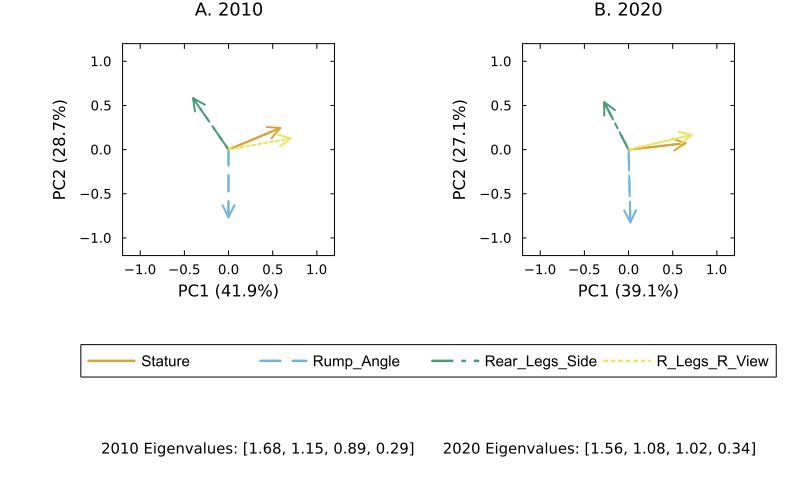 A. 2010
B. 2020
1.0
0.5
0.0
−0.5
−1.0
PC2 (28.7%)
−1.0 −0.5 0.0 0.5 1.0
PC1 (41.9%)
1.0
0.5
0.0
−0.5
−1.0
PC2 (27.1%)
−1.0 −0.5 0.0 0.5 1.0
PC1 (39.1%)
Stature Rump_Angle Rear_Legs_Side R_Legs_R_View
2010 Eigenvalues: [1.68, 1.15, 0.89, 0.29]
2020 Eigenvalues: [1.56, 1.08, 1.02, 0.34]